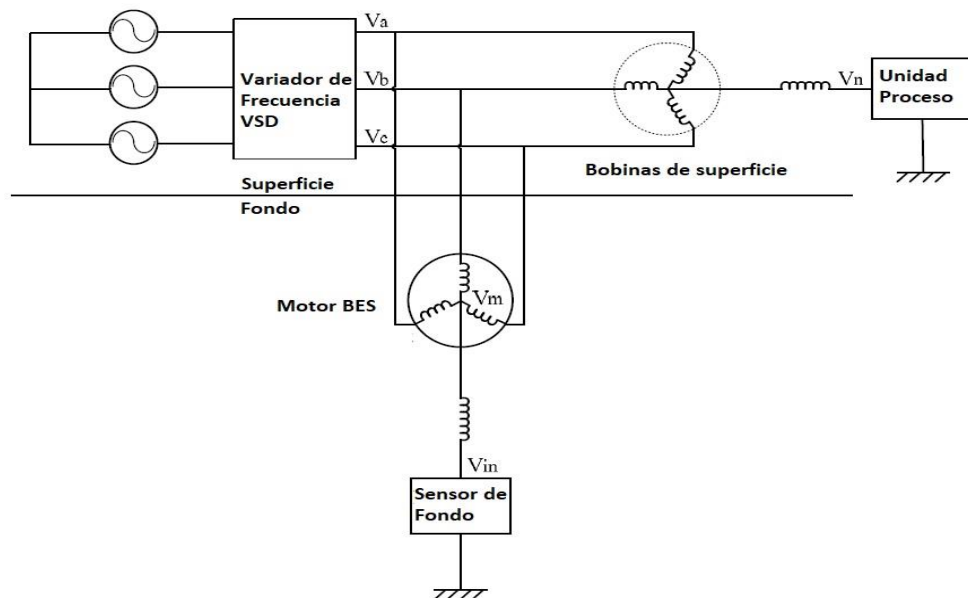 Va
Variador de
Frecuencia
VSD
Vb
Vc
Vn
Unidad
Proceso
Bobinas de superficie
Superficie
Fondo
Motor BES
Vm
Vin
Sensor de
Fondo